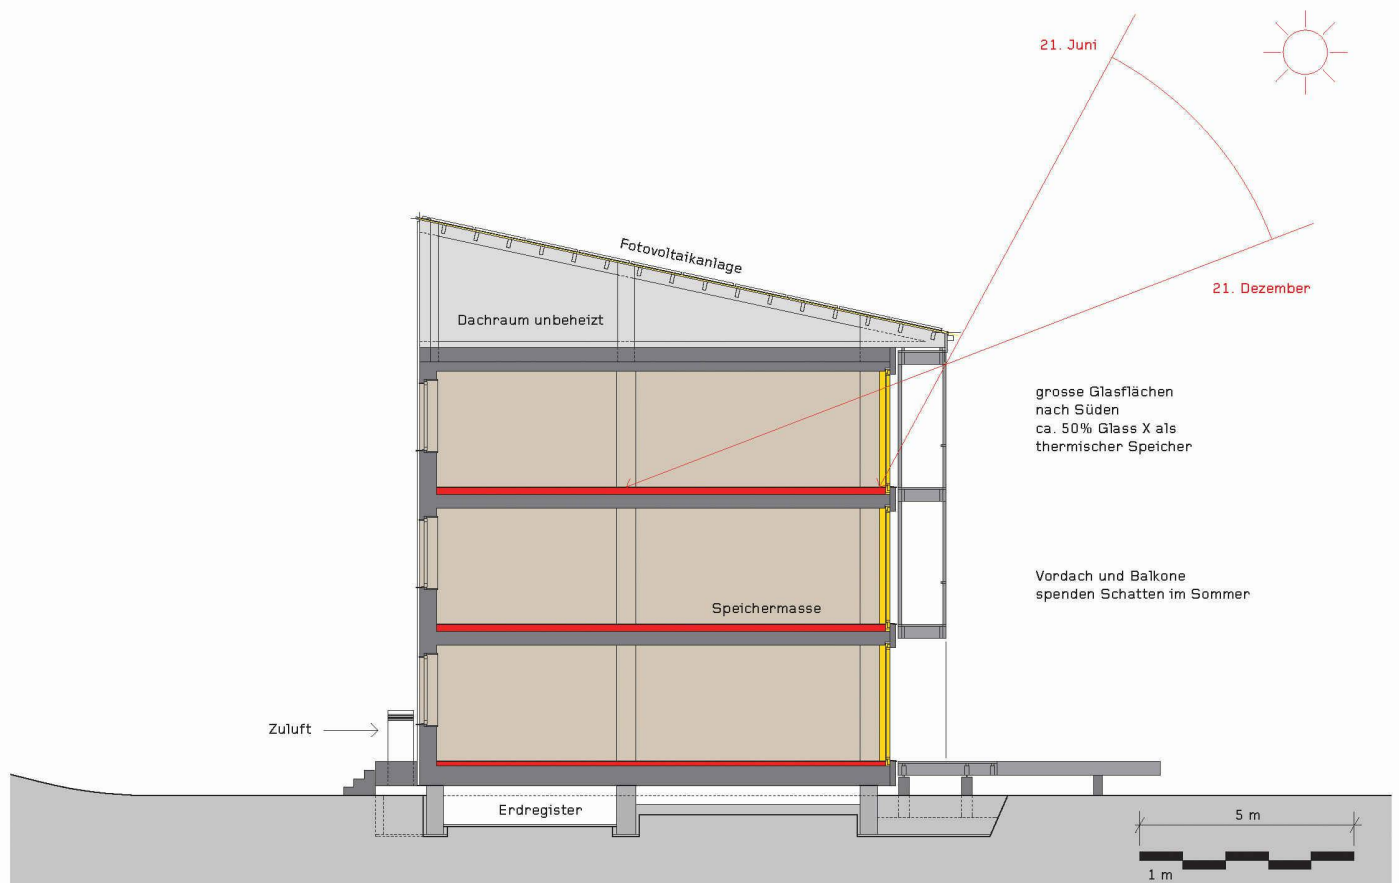 21. Juni
Fotovoltaikanlage
21. Dezember
Dachraum unbeheizt
grosse Glasflächen
nach Süden
ca. 50% Glass X als
thermischer Speicher
Vordach und Balkone
spenden Schatten im Sommer
Speichermasse
Zuluft
Erdregister
5 m
1 m